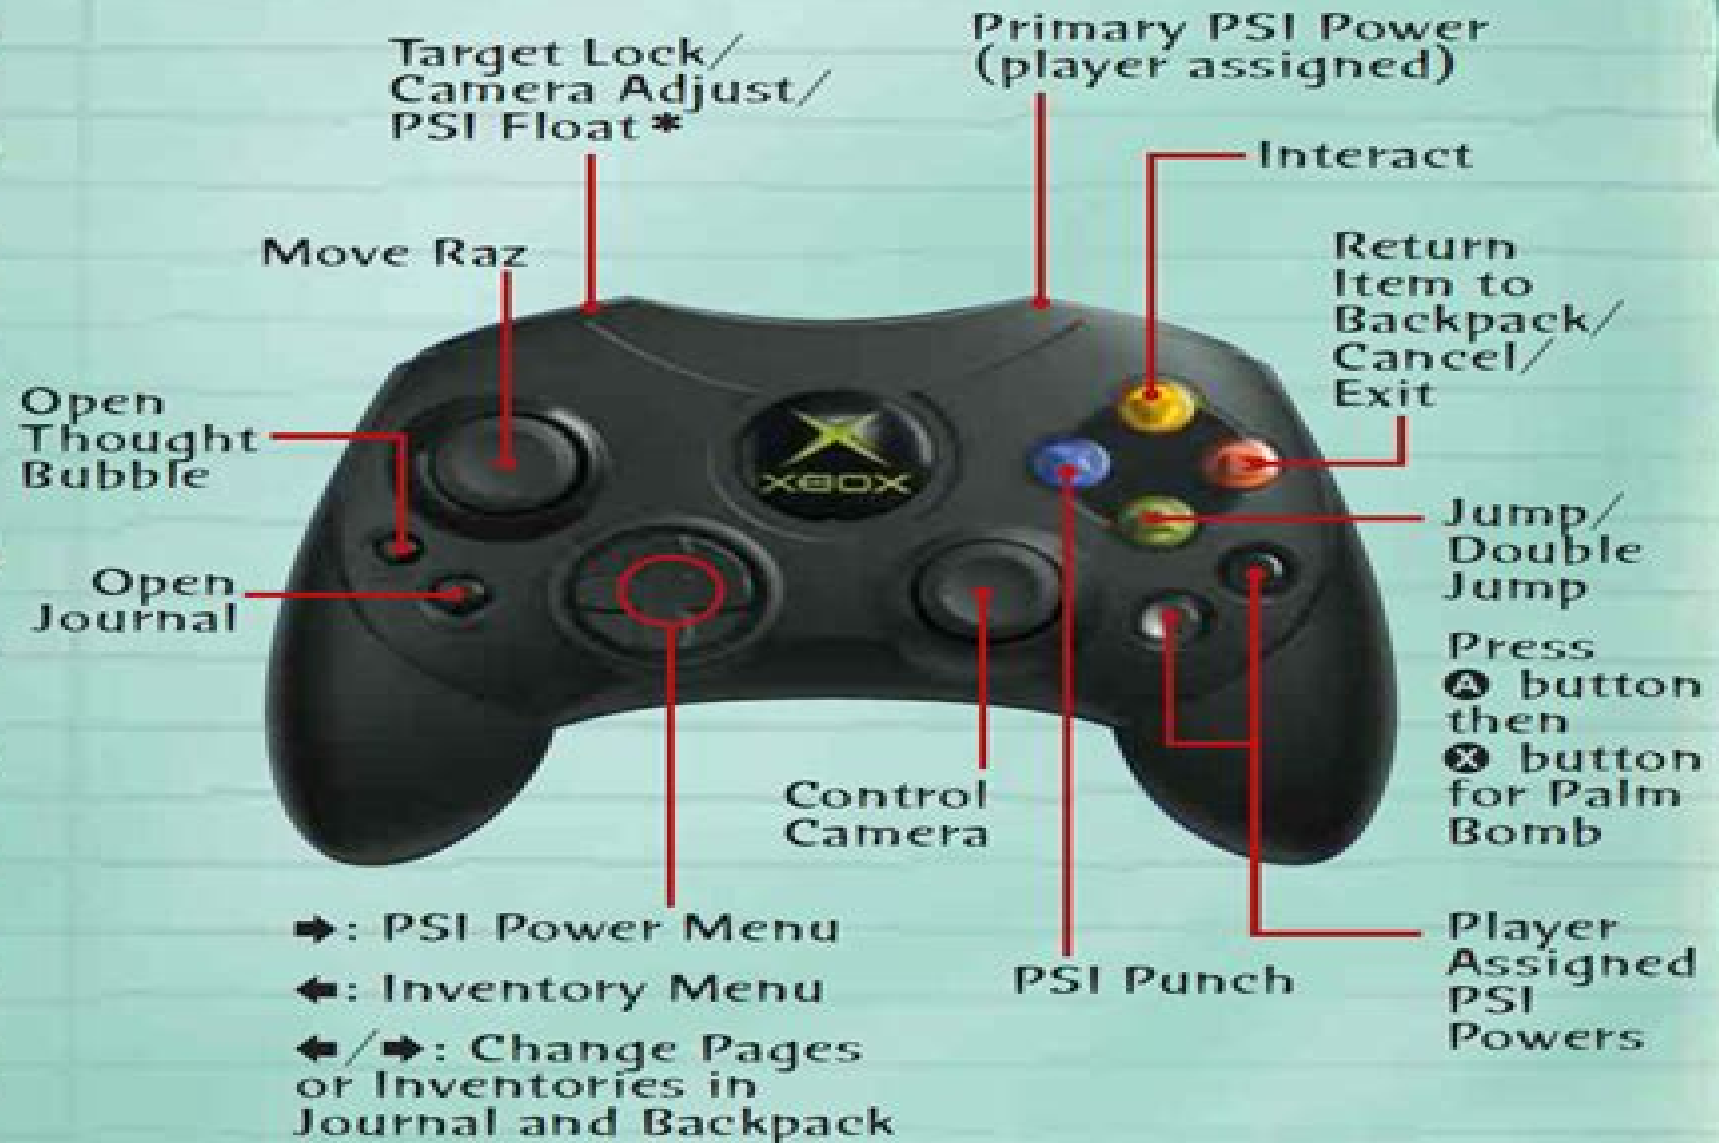 Target Lock/
Camera Adjust/
PSI Float*
Primary PSI Power
(player assigned)
Interact
Move Raz
Return
Item to
Backpack/
Cancel/
Exit
Open
Thought
Bubble
XBOX
Jump/
Double
Jump
Open
Journal
Press
A button
then
X button
for Palm
Bomb
Control
Camera
➡: PSI Power Menu
⬅: Inventory Menu
⬅/➡: Change Pages
or Inventories in
Journal and Backpack
PSI Punch
Player
Assigned
PSI
Powers